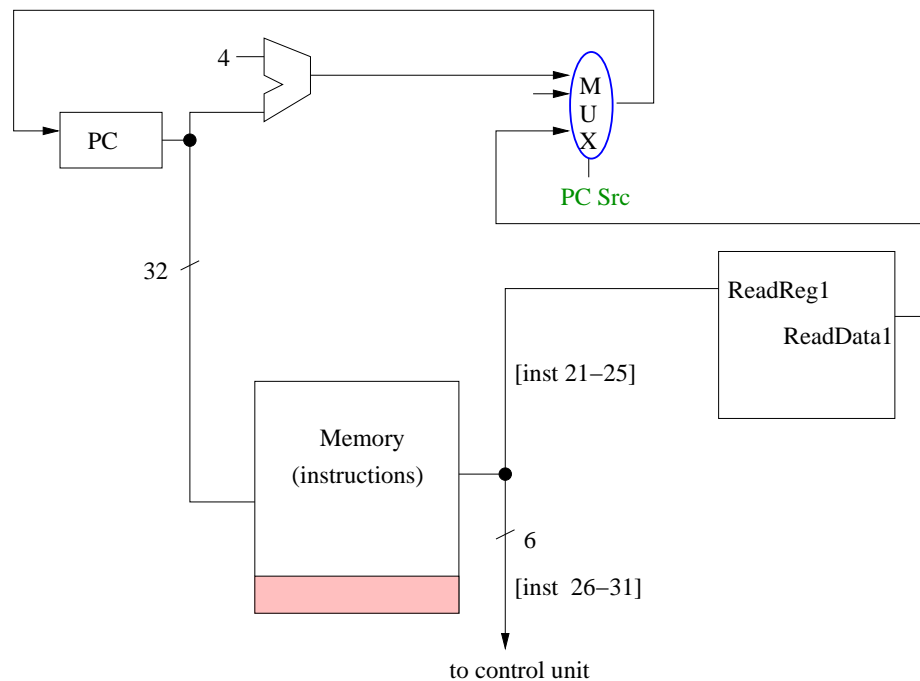 4
M
U
X
PC
PC Src
32
ReadReg1
ReadData1
[inst 21−25]
Memory
(instructions)
6
[inst 26−31]
to control unit